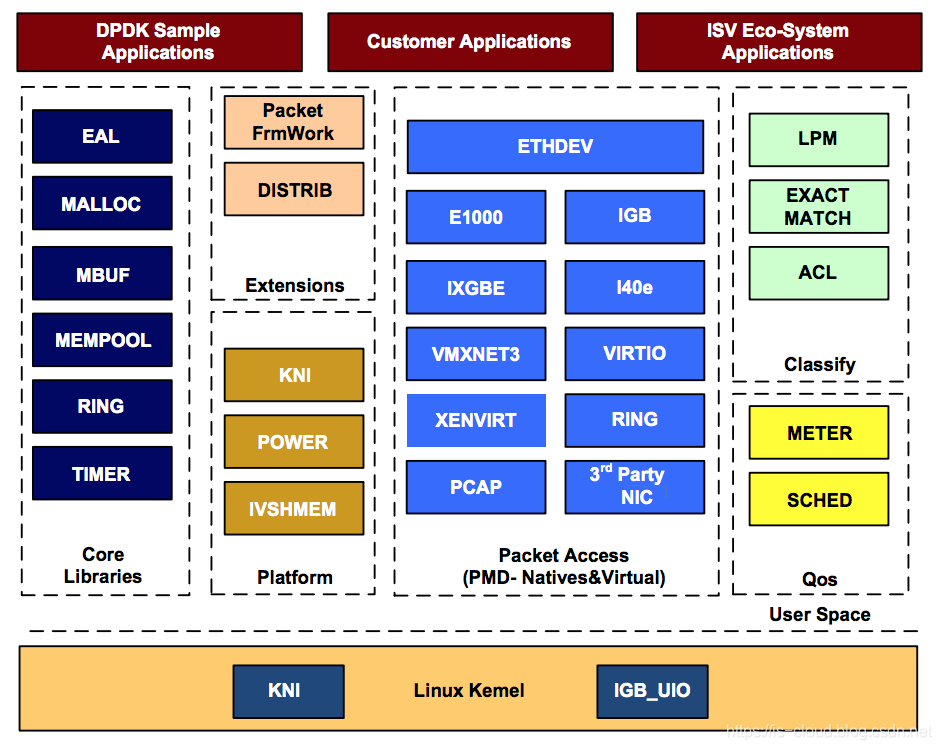 DPDK Sample
Applications
Customer Applications
ISV Eco-System
Applications
EAL
MALLOC
MBUF
MEMPOOL
RING
TIMER
Core
Libraries
Packet
FrmWork
DISTRIB
Extensions
KNI
POWER
IVSHMEM
Platform
ETHDEV
E1000
IGB
IXGBE
I40e
VMXNET3
VIRTIO
XENVIRT
RING
PCAP
3rd Party
NIC
Packet Access
(PMD- Natives&Virtual)
LPM
EXACT
MATCH
ACL
Classify
METER
SCHED
Qos
User Space
KNI
Linux Kernel
IGB_UIO
https://is-cloud.blog.csdn.net